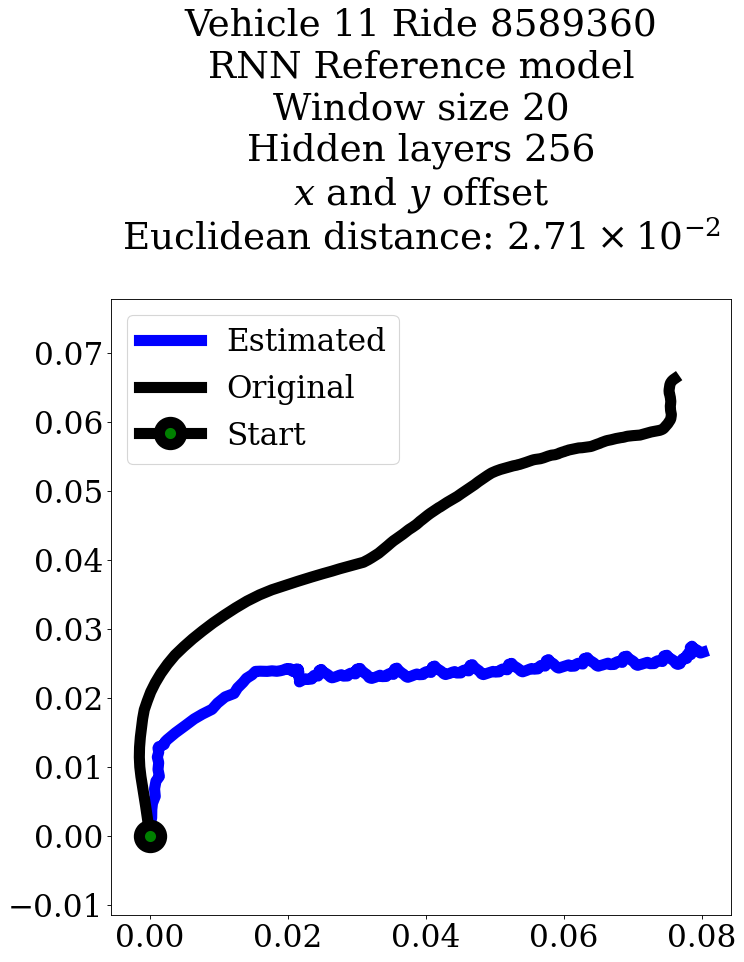 Vehicle 11 Ride 8589360
RNN Reference model
Window size 20
Hidden layers 256
x and y offset
Euclidean distance: 2.71 × 10⁻²
Estimated
Original
Start
0.07
0.06
0.05
0.04
0.03
0.02
0.01
0.00
−0.01
0.00 0.02 0.04 0.06 0.08